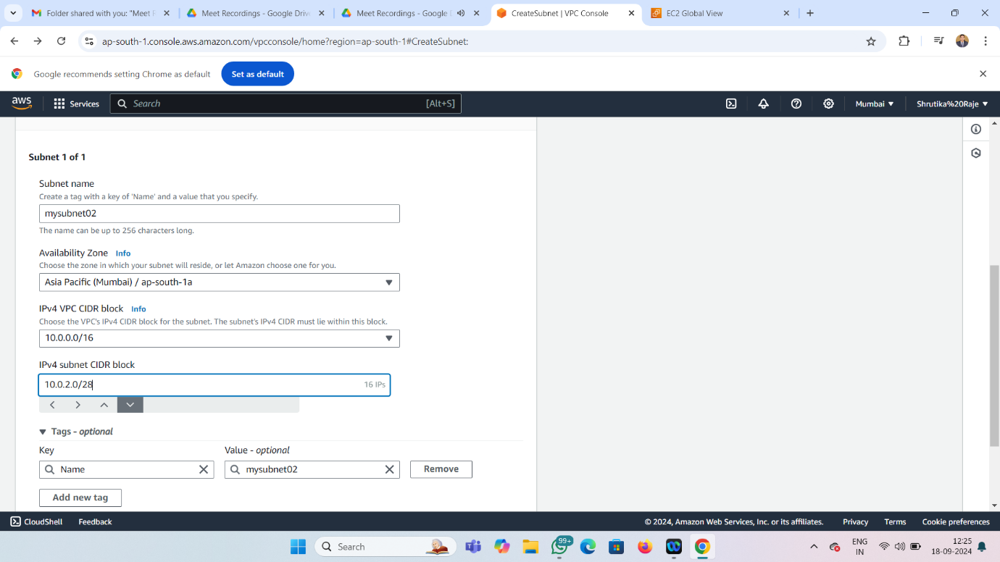 Folder shared with you: "Meet R
Meet Recordings - Google Drive
Meet Recordings - Google D
CreateSubnet | VPC Console
EC2 Global View
ap-south-1.console.aws.amazon.com/vpcconsole/home?region=ap-south-1#CreateSubnet:
Google recommends setting Chrome as default
Set as default
aws
Services
Search
[Alt+S]
Mumbai
Shrutika%20Raje
Subnet 1 of 1
Subnet name
Create a tag with a key of 'Name' and a value that you specify.
mysubnet02
The name can be up to 256 characters long.
Availability Zone Info
Choose the zone in which your subnet will reside, or let Amazon choose one for you.
Asia Pacific (Mumbai) / ap-south-1a
IPv4 VPC CIDR block Info
Choose the VPC's IPv4 CIDR block for the subnet. The subnet's IPv4 CIDR must lie within this block.
10.0.0.0/16
IPv4 subnet CIDR block
10.0.2.0/28
16 IPs
Tags - optional
Key
Value - optional
Name
mysubnet02
Remove
Add new tag
CloudShell
Feedback
© 2024, Amazon Web Services, Inc. or its affiliates.
Privacy
Terms
Cookie preferences
Search
99+
ENG
IN
12:25
18-09-2024